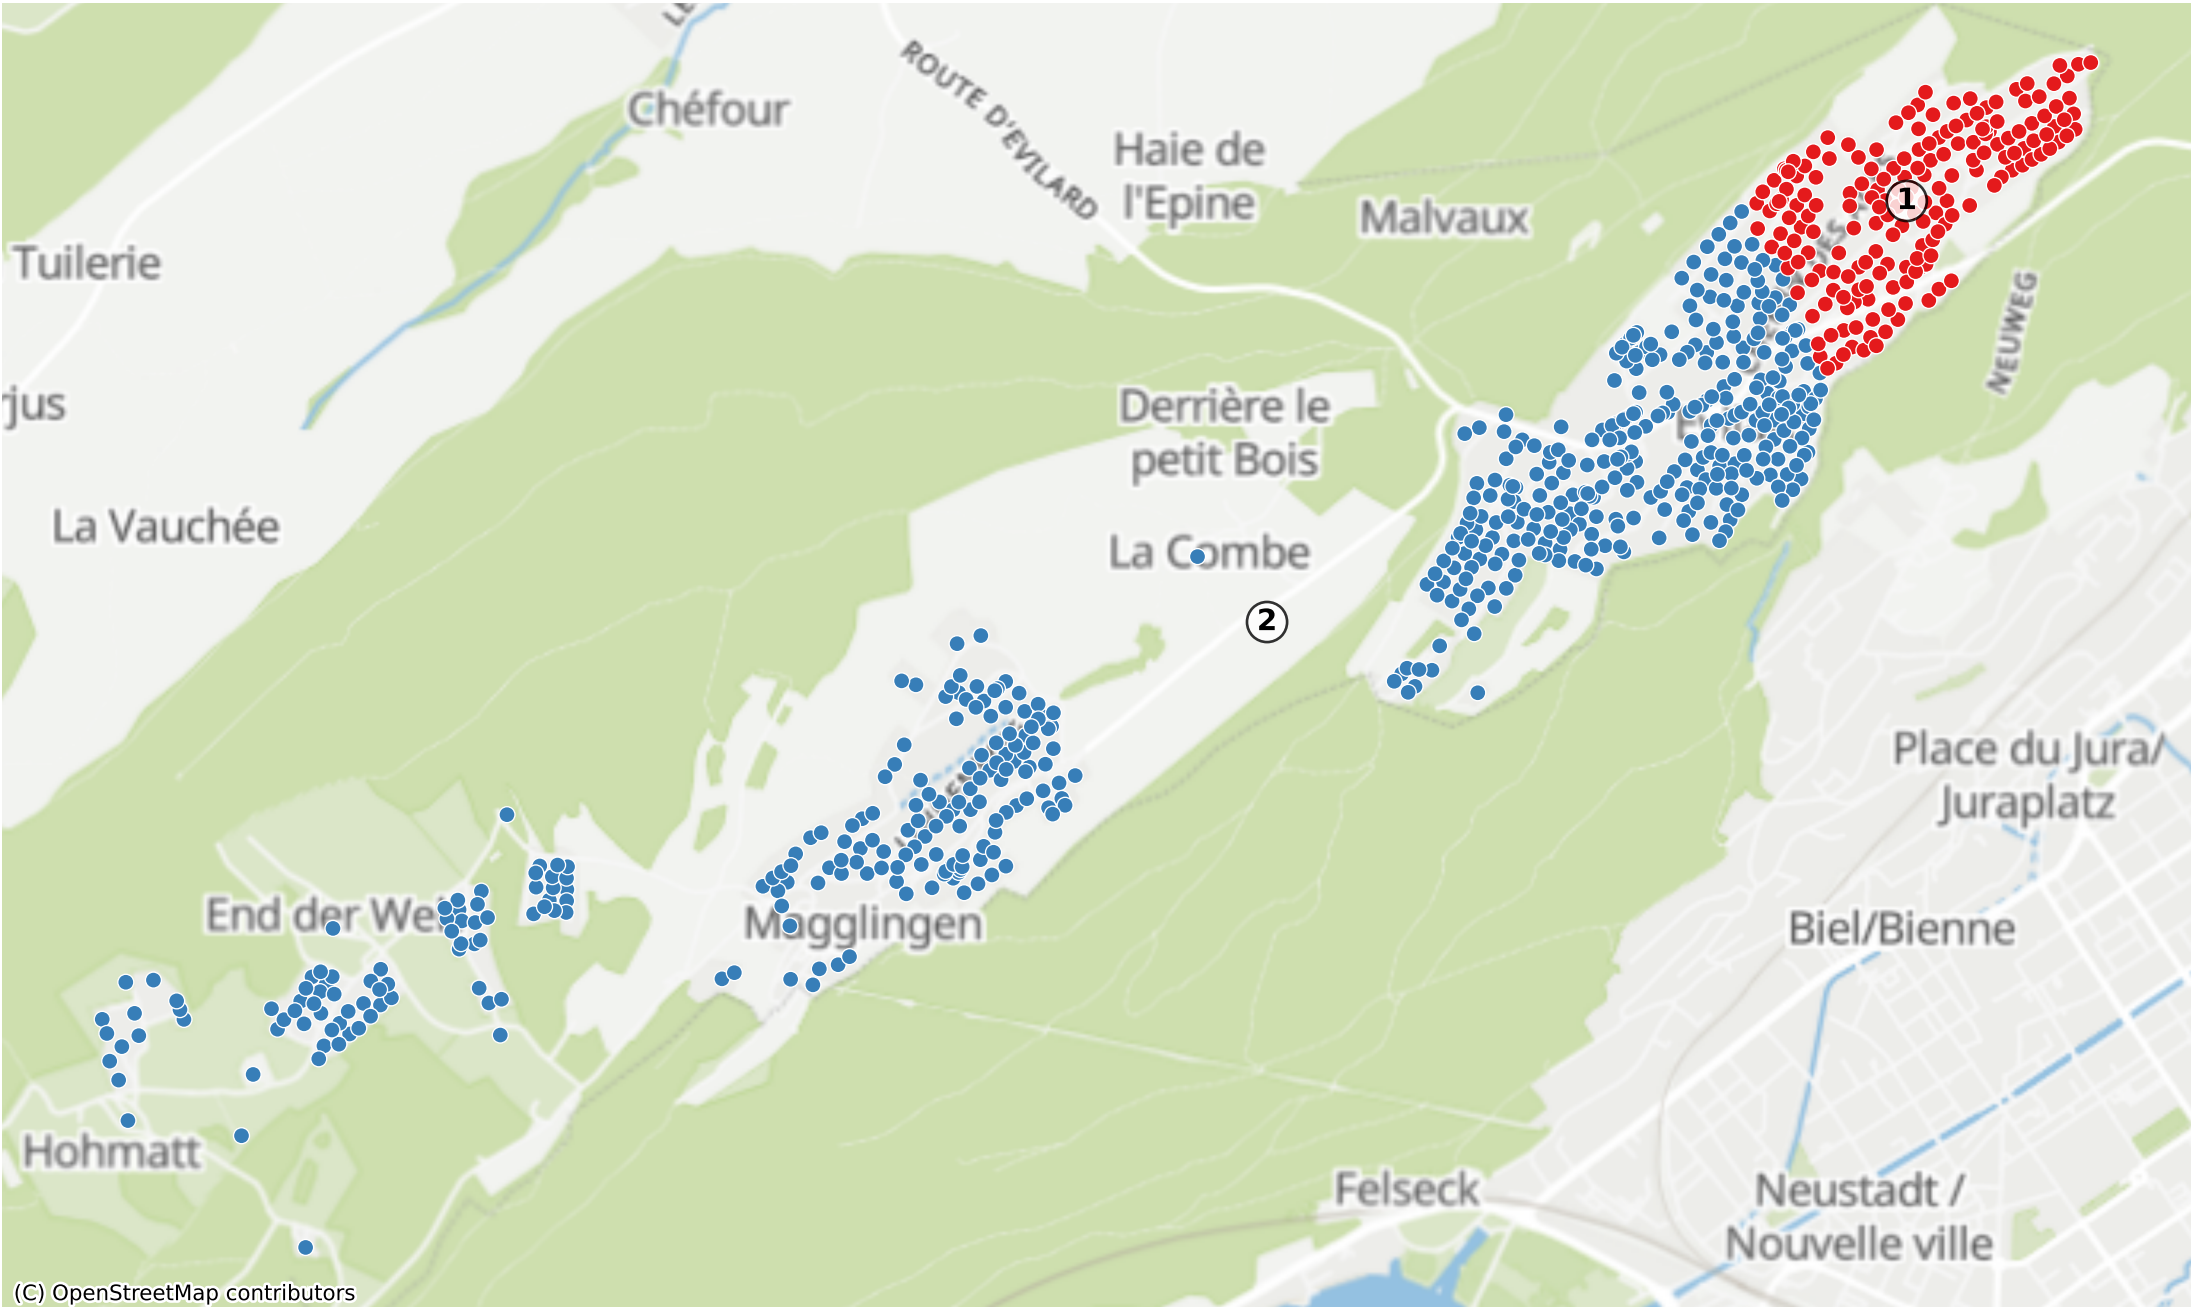 Chéfour
ROUTE D'EVILARD
Haie de
l'Epine
Malvaux
1
Tuilerie
NEUWEG
rjus
Derrière le
petit Bois
La Vauchée
La Combe
2
Place du Jura/
Juraplatz
End der Welt
Magglingen
Biel/Bienne
Hohmatt
Felseck
Neustadt /
Nouvelle ville
(C) OpenStreetMap contributors